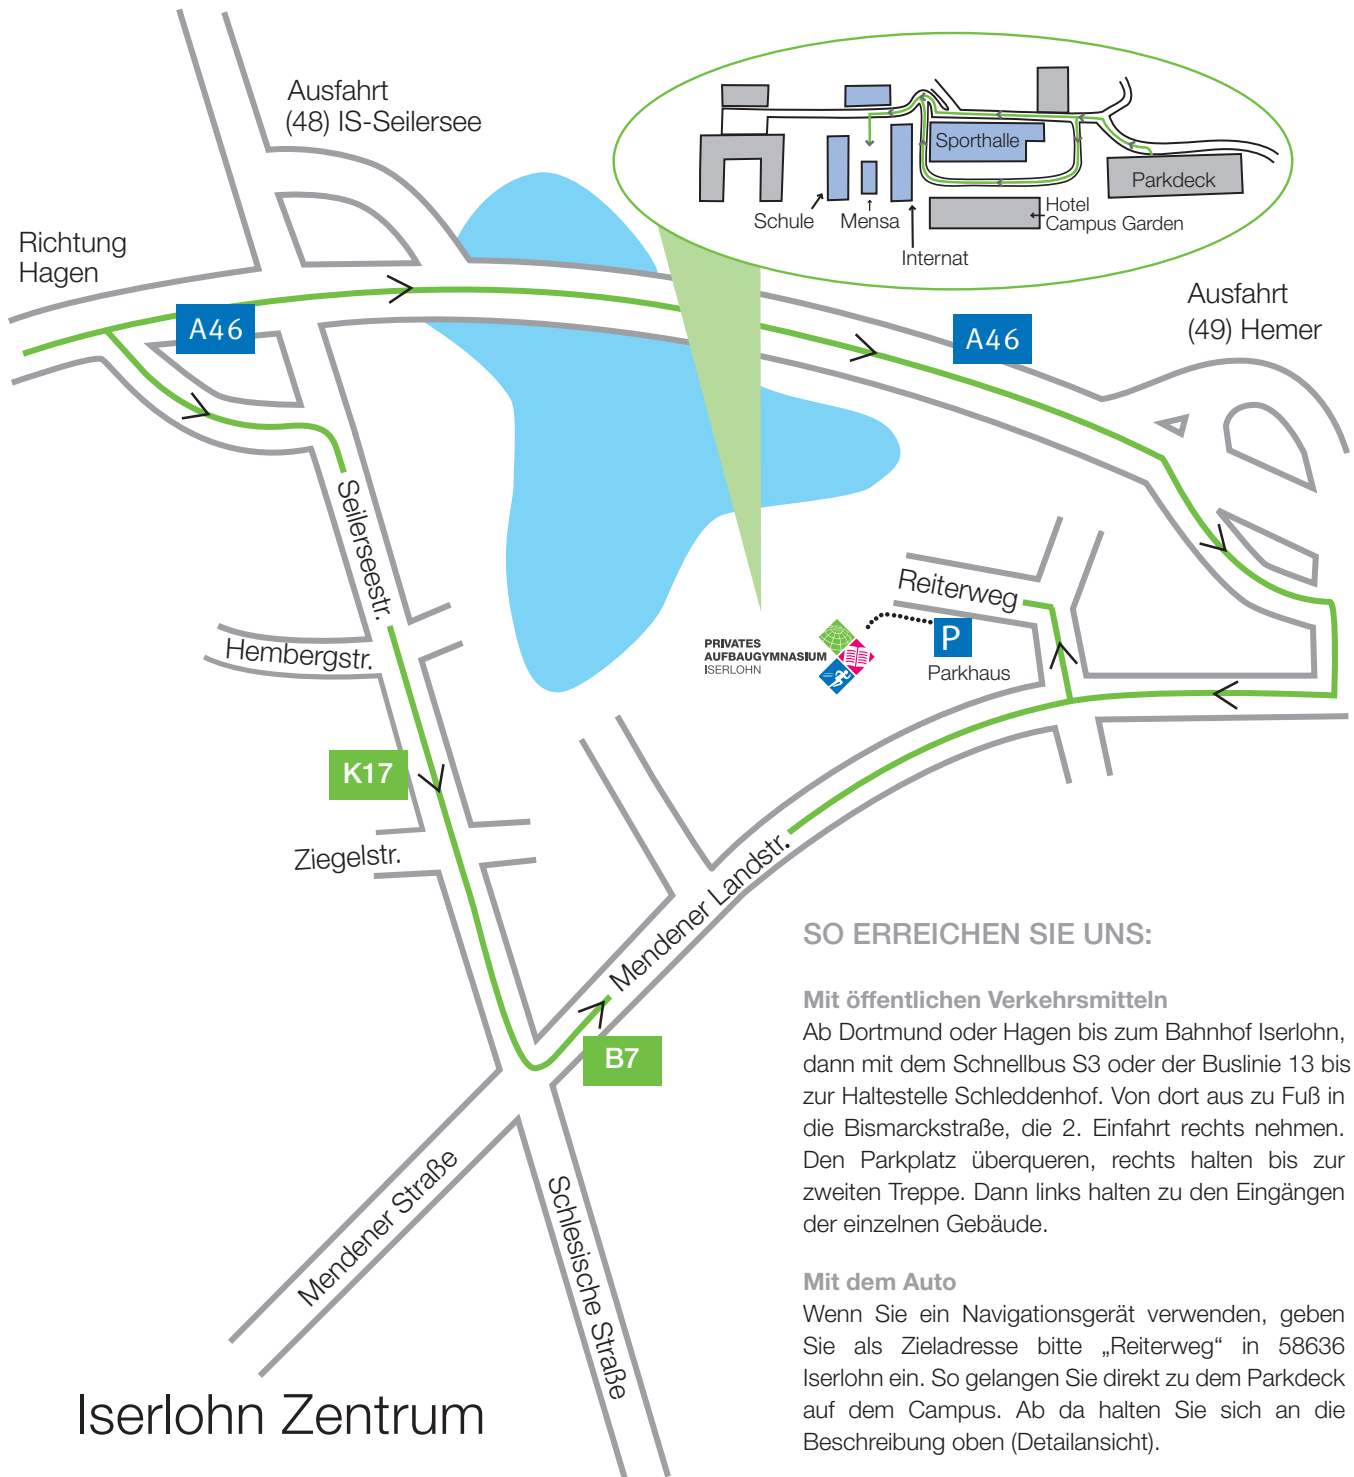 Ausfahrt
(48) IS-Seilersee
Richtung
Hagen
A46
Sporthalle
Parkdeck
Schule
Mensa
Internat
Hotel
Campus Garden
Ausfahrt
(49) Hemer
A46
Seilerseestr.
Hembergstr.
Reiterweg
PRIVATES
AUFBAUGYMNASIUM
ISERLOHN
P
Parkhaus
K17
Ziegelstr.
Mendener Landstr.
B7
Mendener Straße
Schlesische Straße
Iserlohn Zentrum
SO ERREICHEN SIE UNS:
Mit öffentlichen Verkehrsmitteln
Ab Dortmund oder Hagen bis zum Bahnhof Iserlohn,
dann mit dem Schnellbus S3 oder der Buslinie 13 bis
zur Haltestelle Schleddenhof. Von dort aus zu Fuß in
die Bismarckstraße, die 2. Einfahrt rechts nehmen.
Den Parkplatz überqueren, rechts halten bis zur
zweiten Treppe. Dann links halten zu den Eingängen
der einzelnen Gebäude.
Mit dem Auto
Wenn Sie ein Navigationsgerät verwenden, geben
Sie als Zieladresse bitte „Reiterweg“ in 58636
Iserlohn ein. So gelangen Sie direkt zu dem Parkdeck
auf dem Campus. Ab da halten Sie sich an die
Beschreibung oben (Detailansicht).